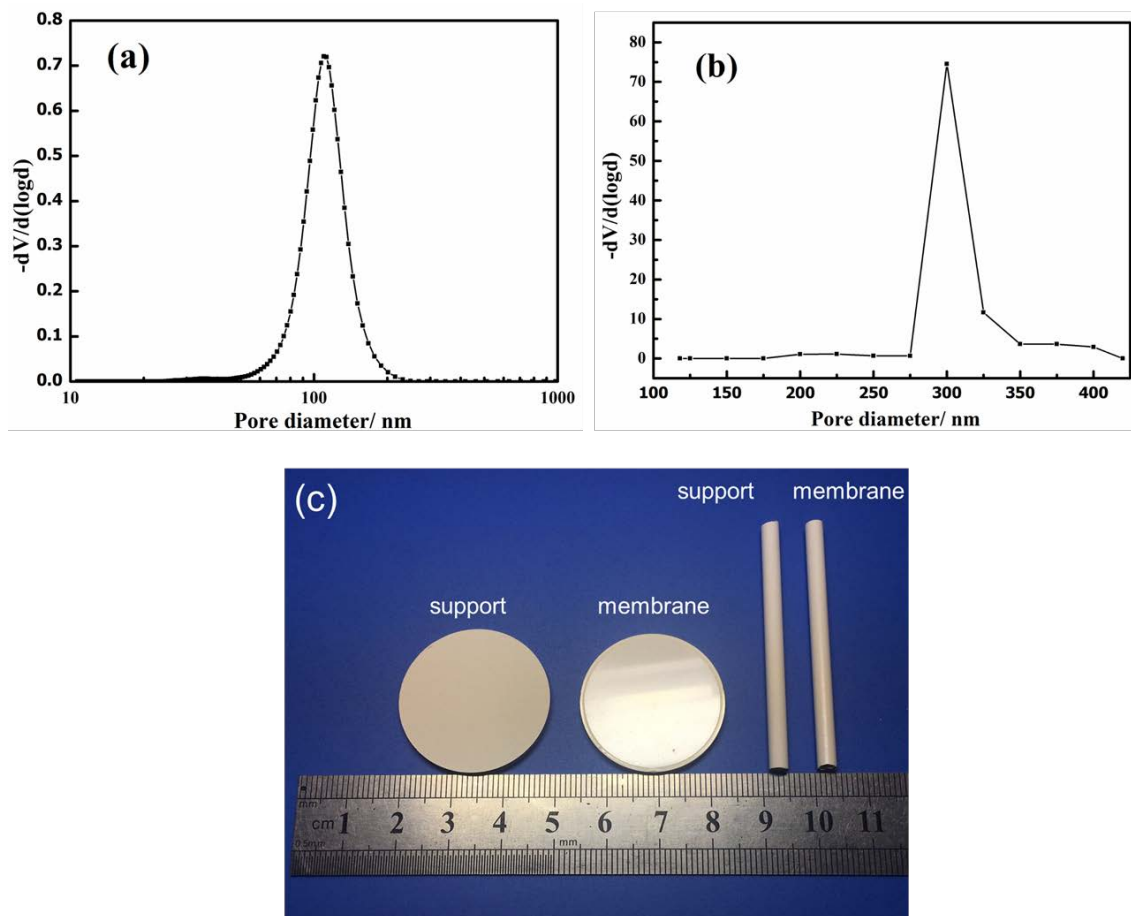 (a)
0.8
0.7
0.6
0.5
0.4
0.3
0.2
0.1
0.0
-dV/d(logd)
10 100 1000
Pore diameter/ nm
(b)
80
70
60
50
40
30
20
10
0
-dV/d(logd)
100 150 200 250 300 350 400
Pore diameter/ nm
(c)
support membrane
support membrane
mm
cm 1 2 3 4 5 6 7 8 9 10 11
0.5mm mm